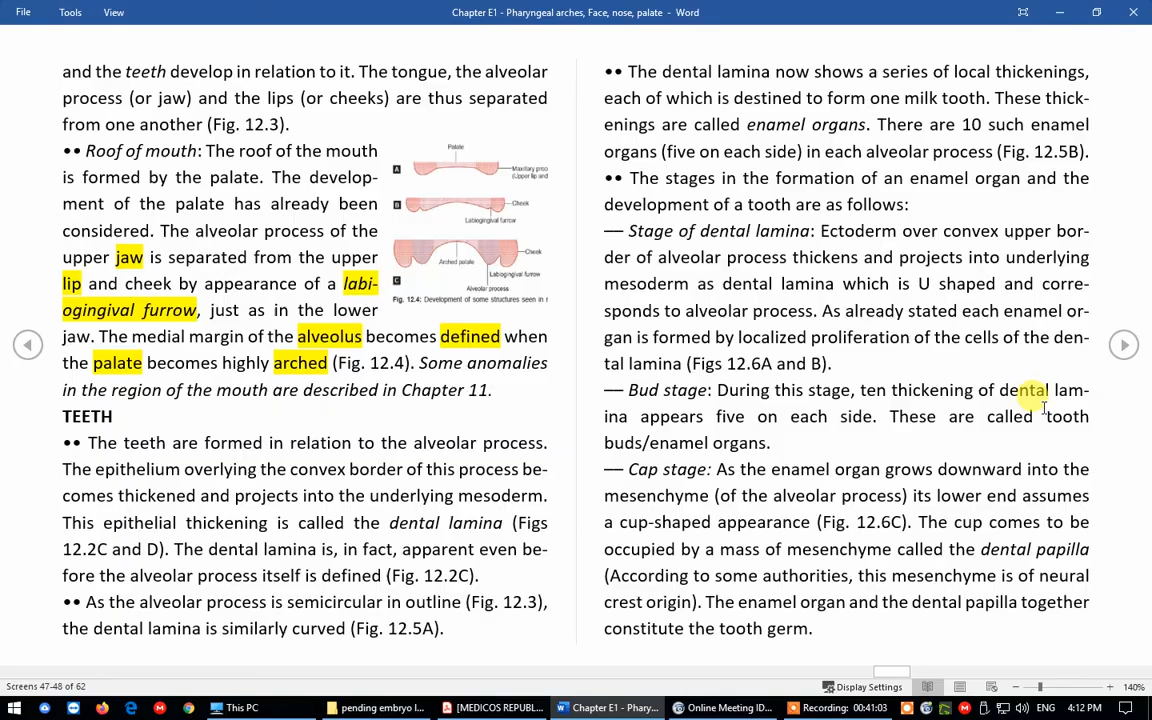 File Tools View Chapter E1 - Pharyngeal arches, Face, nose, palate - Word
and the teeth develop in relation to it. The tongue, the alveolar
process (or jaw) and the lips (or cheeks) are thus separated
from one another (Fig. 12.3).
•• Roof of mouth: The roof of the mouth
is formed by the palate. The develop-
ment of the palate has already been
considered. The alveolar process of the
upper jaw is separated from the upper
lip and cheek by appearance of a labi-
ogingival furrow, just as in the lower
jaw. The medial margin of the alveolus becomes defined when
the palate becomes highly arched (Fig. 12.4). Some anomalies
in the region of the mouth are described in Chapter 11.
Palate
A
Maxillary proc
(Upper lip and
B
Cheek
Labiogingival furrow
Cheek
Arched palate
Labiogingival furrow
C
Alveolar process
Fig. 12.4: Development of some structures seen in r
TEETH
•• The teeth are formed in relation to the alveolar process.
The epithelium overlying the convex border of this process be-
comes thickened and projects into the underlying mesoderm.
This epithelial thickening is called the dental lamina (Figs
12.2C and D). The dental lamina is, in fact, apparent even be-
fore the alveolar process itself is defined (Fig. 12.2C).
•• As the alveolar process is semicircular in outline (Fig. 12.3),
the dental lamina is similarly curved (Fig. 12.5A).
•• The dental lamina now shows a series of local thickenings,
each of which is destined to form one milk tooth. These thick-
enings are called enamel organs. There are 10 such enamel
organs (five on each side) in each alveolar process (Fig. 12.5B).
•• The stages in the formation of an enamel organ and the
development of a tooth are as follows:
— Stage of dental lamina: Ectoderm over convex upper bor-
der of alveolar process thickens and projects into underlying
mesoderm as dental lamina which is U shaped and corre-
sponds to alveolar process. As already stated each enamel or-
gan is formed by localized proliferation of the cells of the den-
tal lamina (Figs 12.6A and B).
— Bud stage: During this stage, ten thickening of dental lam-
ina appears five on each side. These are called tooth
buds/enamel organs.
— Cap stage: As the enamel organ grows downward into the
mesenchyme (of the alveolar process) its lower end assumes
a cup-shaped appearance (Fig. 12.6C). The cup comes to be
occupied by a mass of mesenchyme called the dental papilla
(According to some authorities, this mesenchyme is of neural
crest origin). The enamel organ and the dental papilla together
constitute the tooth germ.
Screens 47-48 of 62 Display Settings 140%
This PC pending embryo l... [MEDICOS REPUBL... Chapter E1 - Phary... Online Meeting ID... Recording: 00:41:03 ENG 4:12 PM